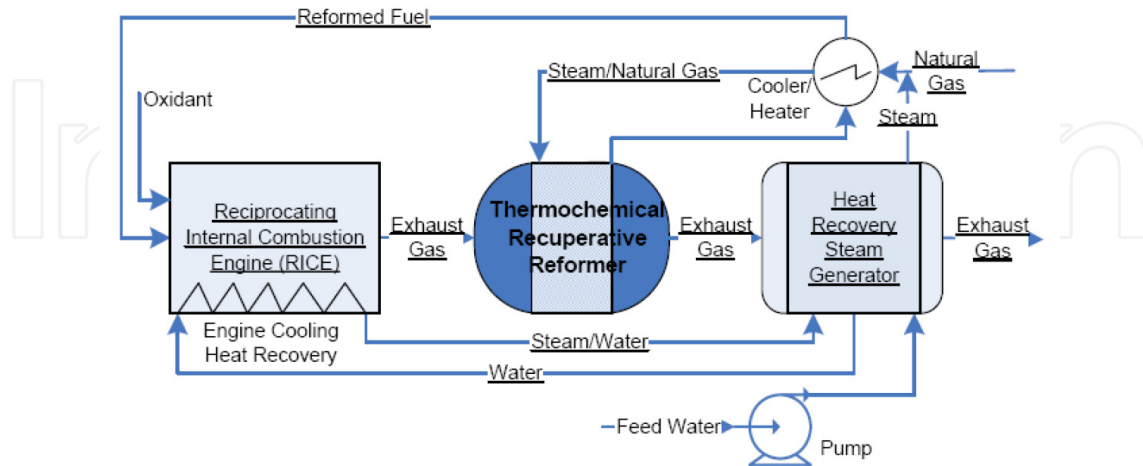 Reformed Fuel
Steam/Natural Gas
Natural
Gas
Cooler/
Heater
Steam
Oxidant
Reciprocating
Internal Combustion
Engine (RICE)
Exhaust
Gas
Thermochemical
Recuperative
Reformer
Exhaust
Gas
Heat
Recovery
Steam
Generator
Exhaust
Gas
Engine Cooling
Heat Recovery
Steam/Water
Water
Feed Water
Pump